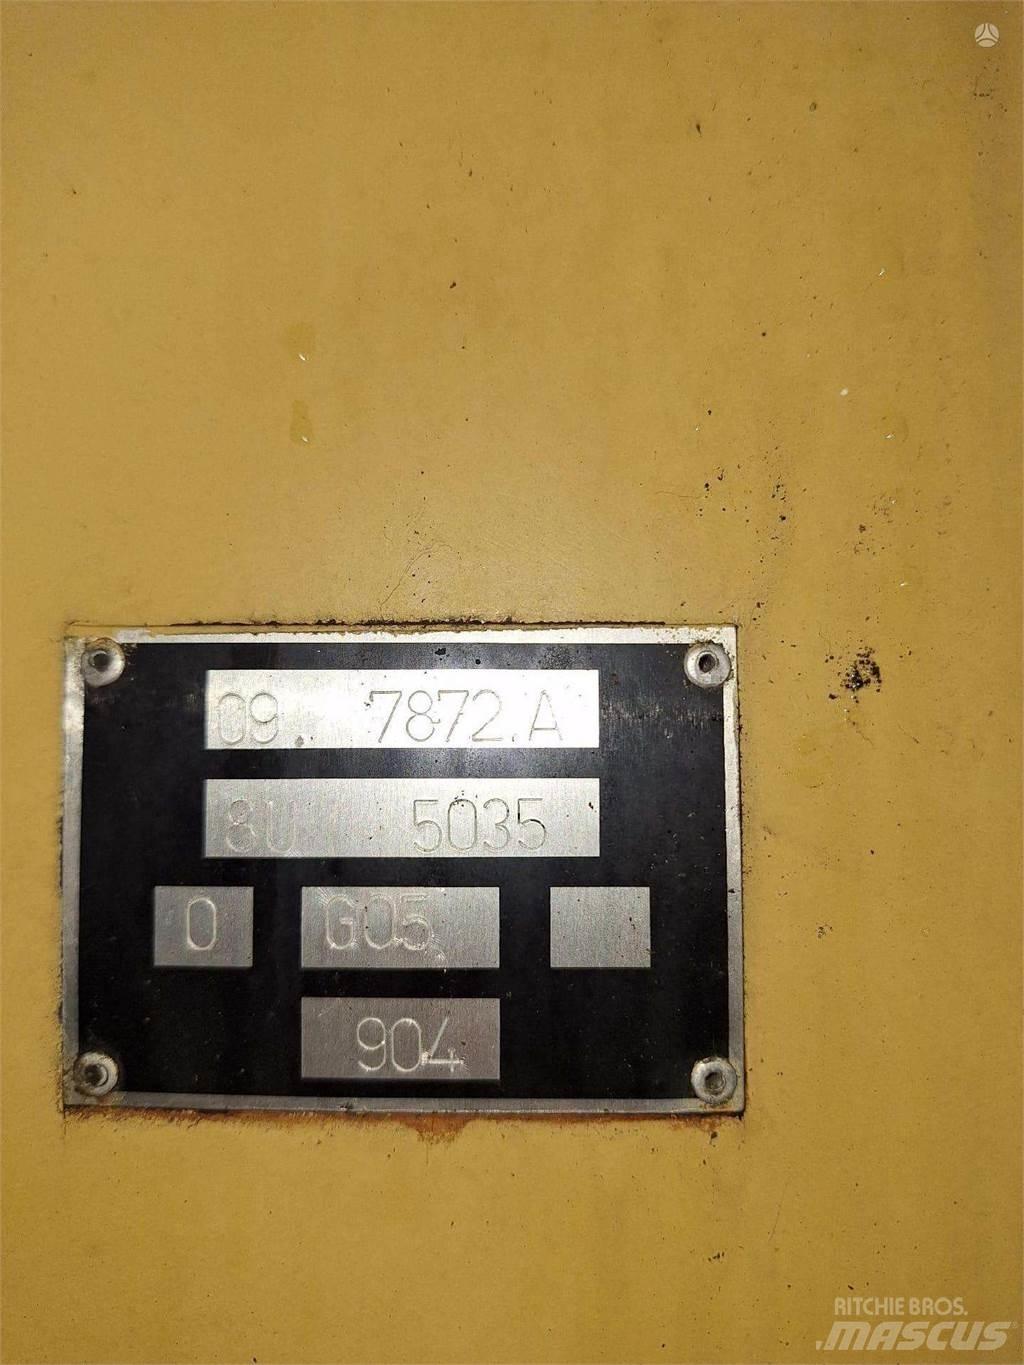 09 7872.A
8U 5035
0 G05
904
RITCHIE BROS.
MASCUS